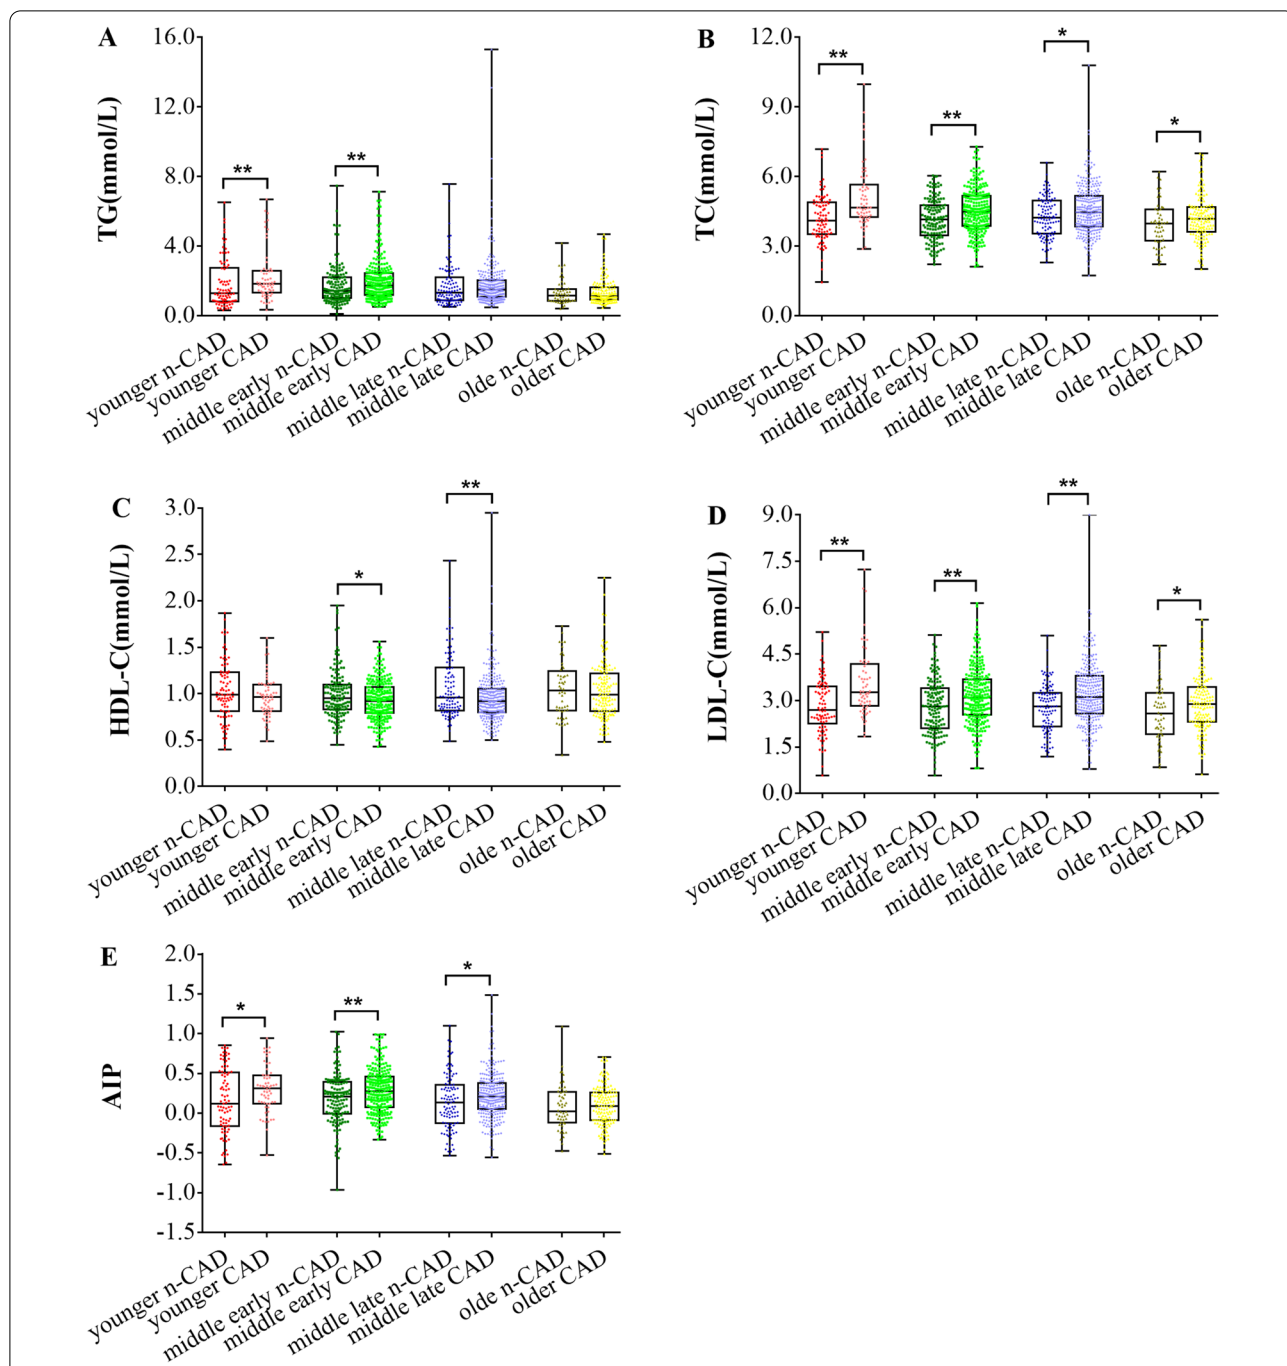 A
TG(mmol/L)
16.0
12.0
8.0
4.0
0.0
**
**
younger n-CAD
younger CAD
middle early n-CAD
middle early CAD
middle late n-CAD
middle late CAD
olde n-CAD
older CAD
B
TC(mmol/L)
12.0
9.0
6.0
3.0
0.0
**
**
*
*
younger n-CAD
younger CAD
middle early n-CAD
middle early CAD
middle late n-CAD
middle late CAD
olde n-CAD
older CAD
C
HDL-C(mmol/L)
3.0
2.5
2.0
1.5
1.0
0.5
0.0
*
**
younger n-CAD
younger CAD
middle early n-CAD
middle early CAD
middle late n-CAD
middle late CAD
olde n-CAD
older CAD
D
LDL-C(mmol/L)
9.0
7.5
6.0
4.5
3.0
1.5
0.0
**
**
**
*
younger n-CAD
younger CAD
middle early n-CAD
middle early CAD
middle late n-CAD
middle late CAD
olde n-CAD
older CAD
E
AIP
2.0
1.5
1.0
0.5
0.0
-0.5
-1.0
-1.5
*
**
*
younger n-CAD
younger CAD
middle early n-CAD
middle early CAD
middle late n-CAD
middle late CAD
olde n-CAD
older CAD